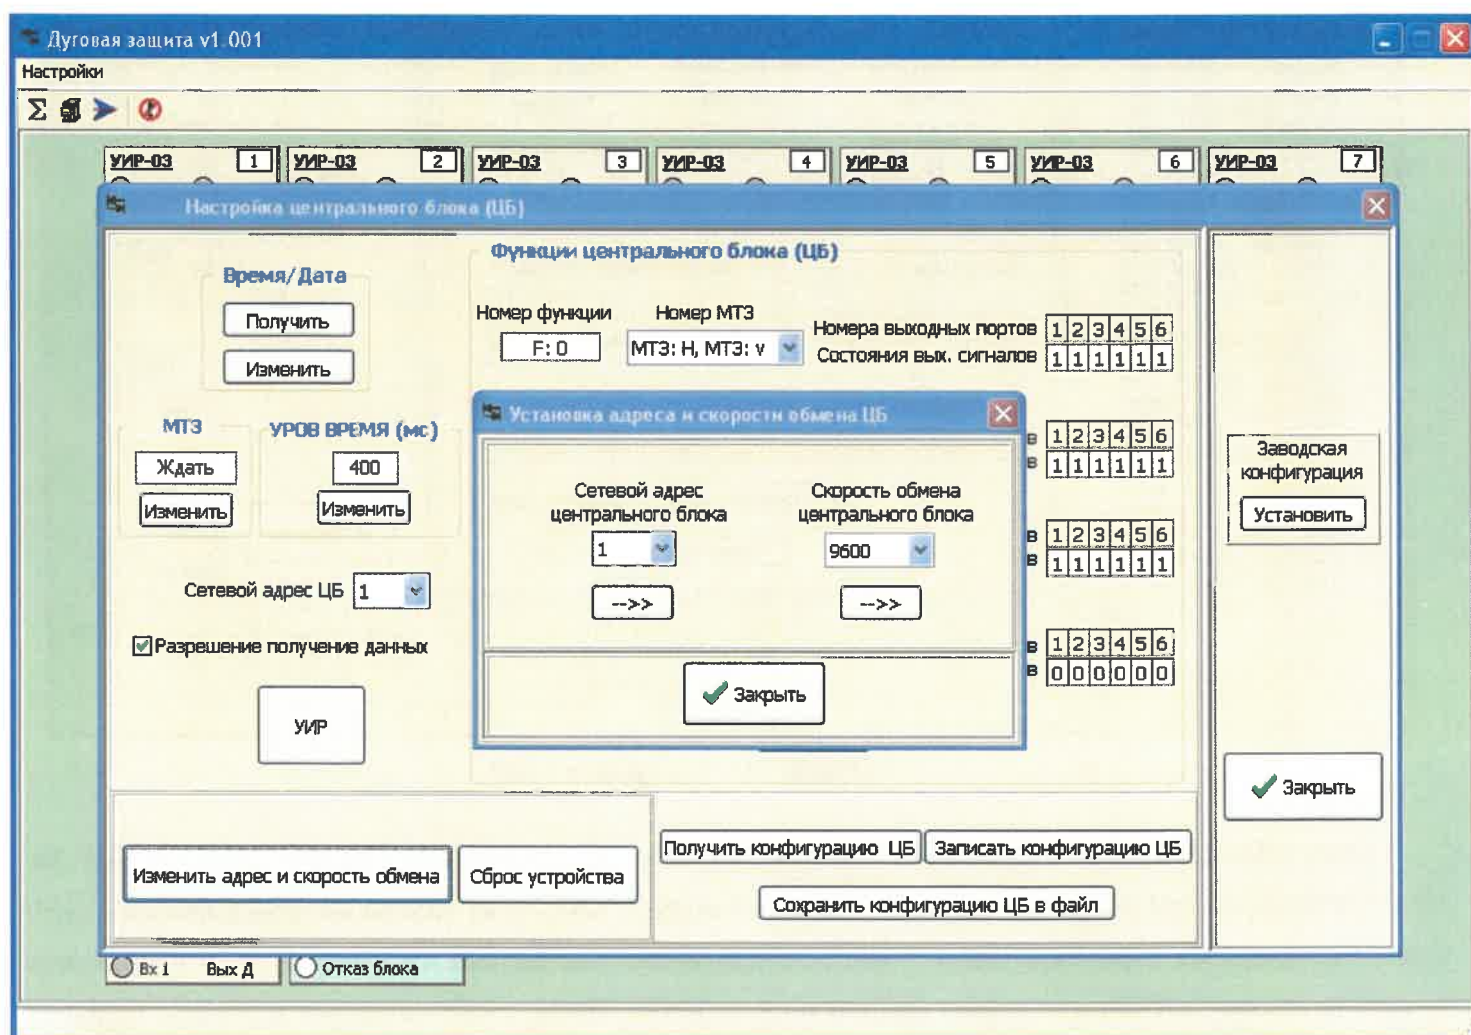 Дуговая защита v1.001
Настройки
УИР-03 1 УИР-03 2 УИР-03 3 УИР-03 4 УИР-03 5 УИР-03 6 УИР-03 7
Настройка центрального блока (ЦБ)
Функции центрального блока (ЦБ)
Время/Дата
Получить
Изменить
Номер функции
F: 0
Номер МТЗ
МТЗ: Н, МТЗ: v
Номера выходных портов 1 2 3 4 5 6
Состояния вых. сигналов 1 1 1 1 1 1
МТЗ
Ждать
Изменить
УРОВ ВРЕМЯ (мс)
400
Изменить
Установка адреса и скорости обмена ЦБ
Сетевой адрес
центрального блока
1
-->>
Скорость обмена
центрального блока
9600
-->>
Закрыть
в 1 2 3 4 5 6
в 1 1 1 1 1 1
в 1 2 3 4 5 6
в 1 1 1 1 1 1
в 1 2 3 4 5 6
в 0 0 0 0 0 0
Заводская
конфигурация
Установить
Сетевой адрес ЦБ 1
Разрешение получение данных
УИР
Закрыть
Изменить адрес и скорость обмена
Сброс устройства
Получить конфигурацию ЦБ
Записать конфигурацию ЦБ
Сохранить конфигурацию ЦБ в файл
Вх 1 Вых Д Отказ блока